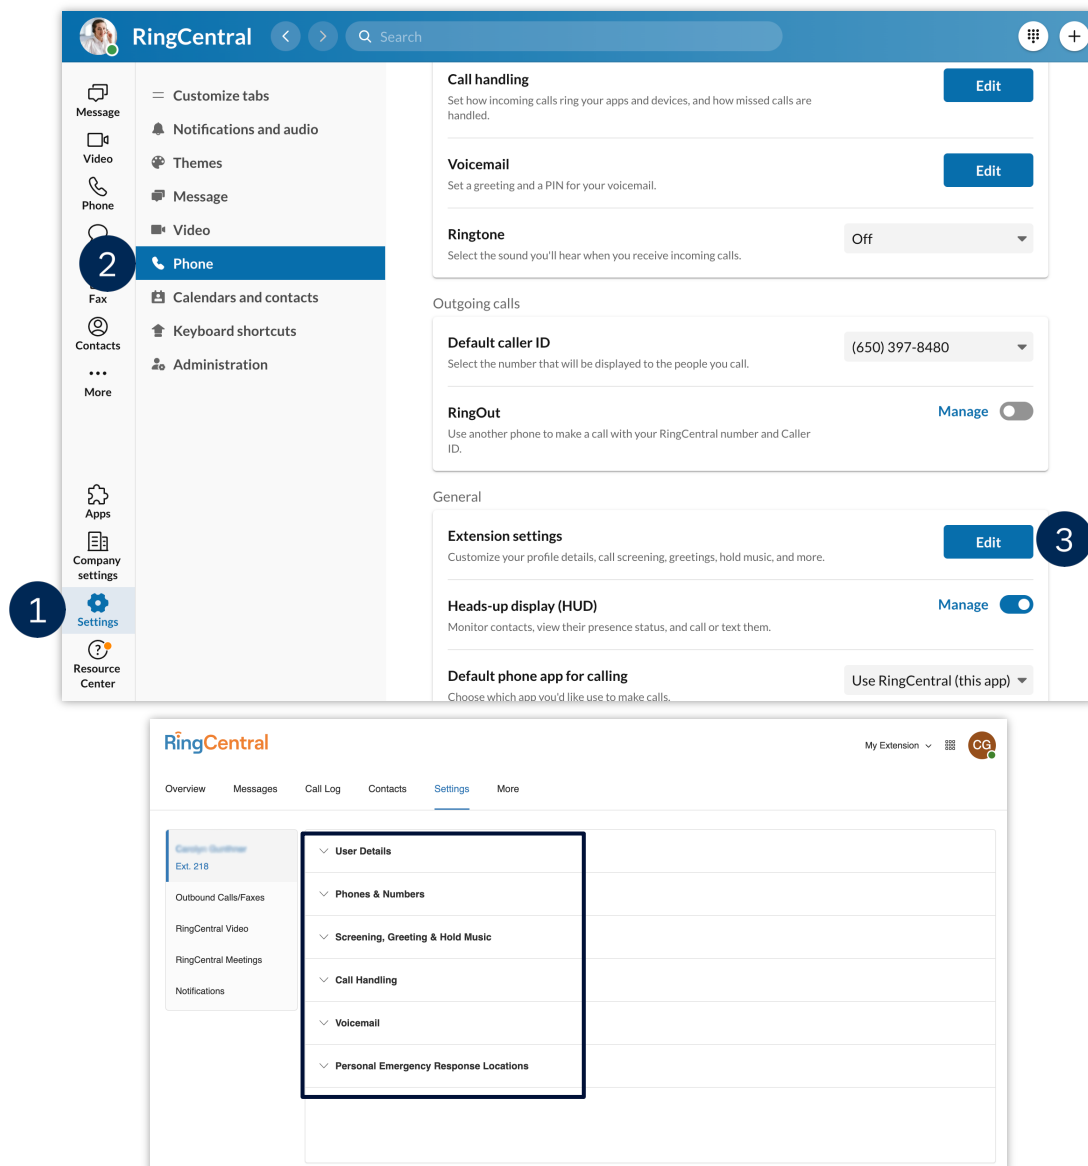 RingCentral
Search
Message
Video
Phone
2
Fax
Contacts
More
Apps
Company
settings
1
Settings
Resource
Center
Customize tabs
Notifications and audio
Themes
Message
Video
Phone
Calendars and contacts
Keyboard shortcuts
Administration
Call handling
Set how incoming calls ring your apps and devices, and how missed calls are
handled.
Edit
Voicemail
Set a greeting and a PIN for your voicemail.
Edit
Ringtone
Select the sound you'll hear when you receive incoming calls.
Off
Outgoing calls
Default caller ID
Select the number that will be displayed to the people you call.
(650) 397-8480
RingOut
Use another phone to make a call with your RingCentral number and Caller
ID.
Manage
General
Extension settings
Customize your profile details, call screening, greetings, hold music, and more.
Edit
3
Heads-up display (HUD)
Monitor contacts, view their presence status, and call or text them.
Manage
Default phone app for calling
Choose which app you'd like use to make calls.
Use RingCentral (this app)
RingCentral
My Extension
CG
Overview
Messages
Call Log
Contacts
Settings
More
Ext. 218
Outbound Calls/Faxes
RingCentral Video
RingCentral Meetings
Notifications
User Details
Phones & Numbers
Screening, Greeting & Hold Music
Call Handling
Voicemail
Personal Emergency Response Locations